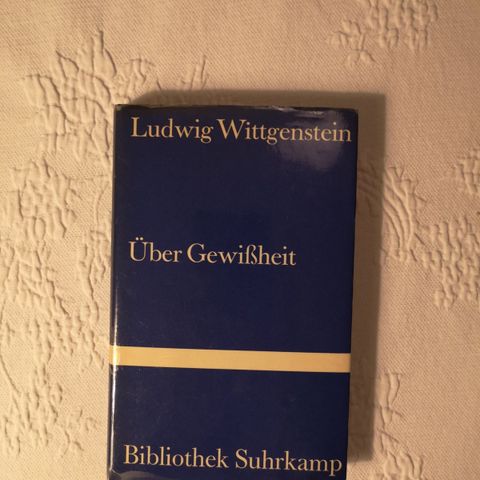 Ludwig Wittgenstein
Über Gewißheit
Bibliothek Suhrkamp